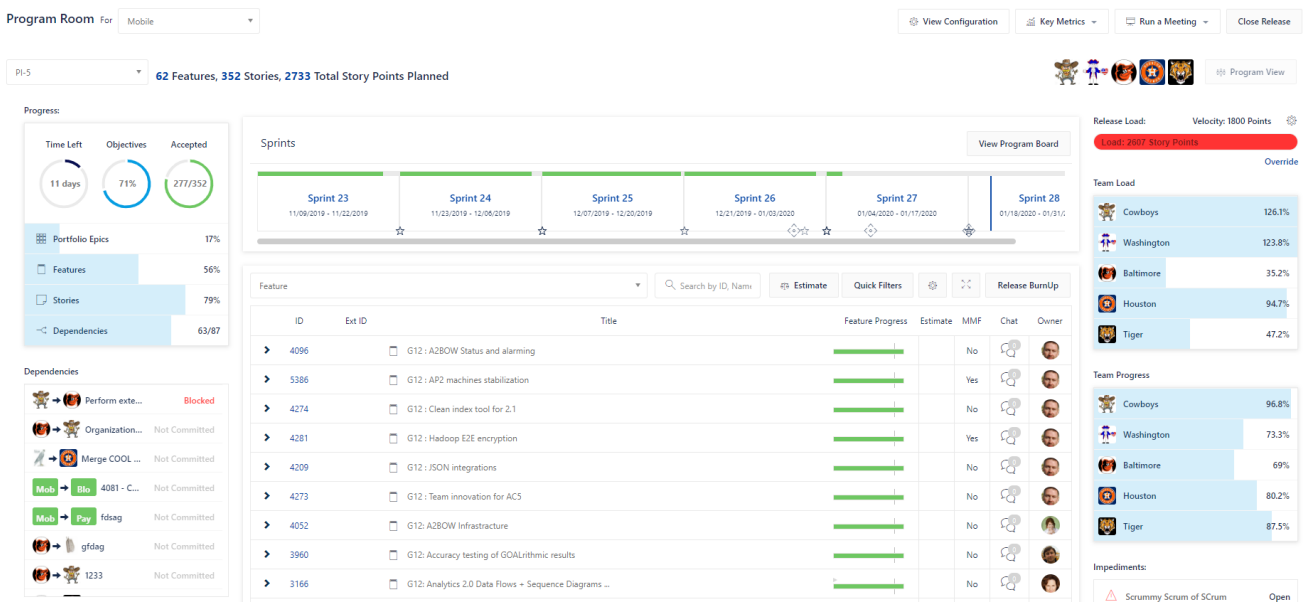 Program Room For Mobile View Configuration Key Metrics Run a Meeting Close Release
PI-5 62 Features, 352 Stories, 2733 Total Story Points Planned Program View
Progress:
Time Left Objectives Accepted
11 days 71% 277/352
Portfolio Epics 17%
Features 56%
Stories 79%
Dependencies 63/87
Dependencies
Perform exte... Blocked
Organization... Not Committed
Merge COOL ... Not Committed
Mob Blo 4081 - C... Not Committed
Mob Pay fdsag Not Committed
gfdag Not Committed
1233 Not Committed
Sprints View Program Board
Sprint 23 Sprint 24 Sprint 25 Sprint 26 Sprint 27 Sprint 28
11/09/2019 - 11/22/2019 11/23/2019 - 12/06/2019 12/07/2019 - 12/20/2019 12/21/2019 - 01/03/2020 01/04/2020 - 01/17/2020 01/18/2020 - 01/31/
Feature Search by ID, Name Estimate Quick Filters Release BurnUp
ID Ext ID Title Feature Progress Estimate MMF Chat Owner
4096 G12 : A2BOW Status and alarming No 0
5386 G12 : AP2 machines stabilization Yes 0
4274 G12 : Clean index tool for 2.1 No 0
4281 G12 : Hadoop E2E encryption Yes 0
4209 G12 : JSON integrations No 0
4273 G12 : Team innovation for AC5 No 0
4052 G12: A2BOW Infrastracture No 0
3960 G12: Accuracy testing of GOALrithmic results No 0
3166 G12: Analytics 2.0 Data Flows + Sequence Diagrams ... No 0
Release Load: Velocity: 1800 Points
Load: 2607 Story Points
Override
Team Load
Cowboys 126.1%
Washington 123.8%
Baltimore 35.2%
Houston 94.7%
Tiger 47.2%
Team Progress
Cowboys 96.8%
Washington 73.3%
Baltimore 69%
Houston 80.2%
Tiger 87.5%
Impediments:
Scrummy Scrum of SCrum Open